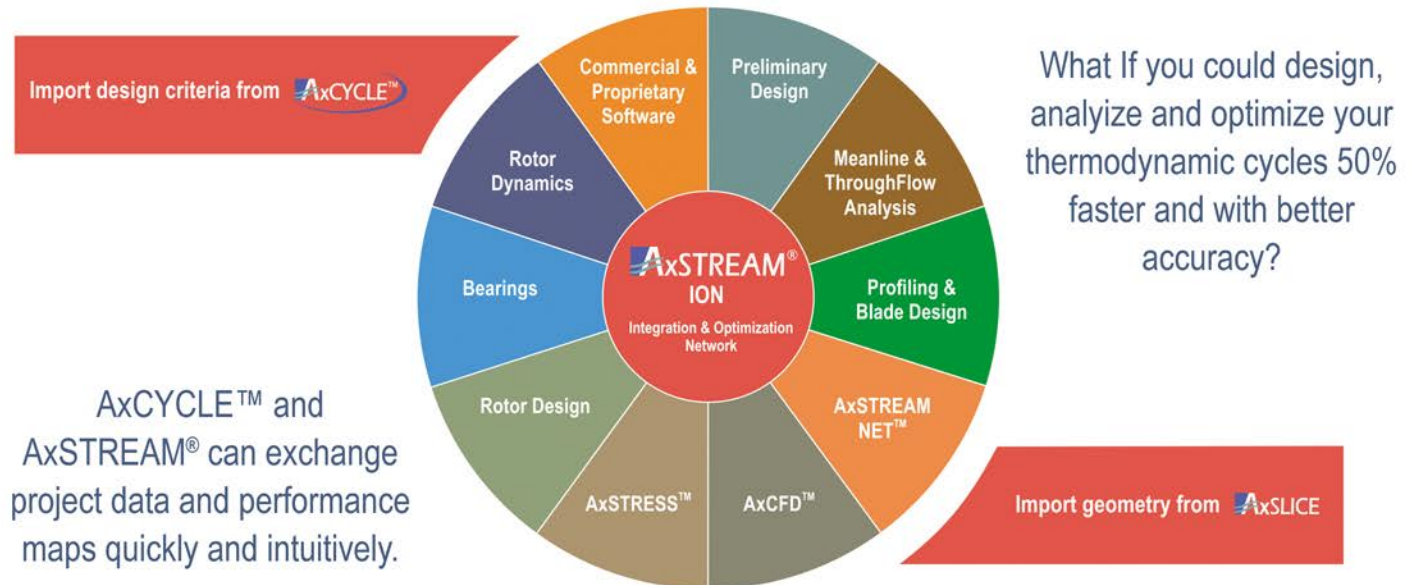 Import design criteria from AxCYCLE™
What If you could design,
analyize and optimize your
thermodynamic cycles 50%
faster and with better
accuracy?
Commercial &
Proprietary
Software
Preliminary
Design
Meanline &
ThroughFlow
Analysis
Profiling &
Blade Design
AxSTREAM
NET™
AxCFD™
AxSTRESS™
Rotor Design
Bearings
Rotor
Dynamics
AxSTREAM®
ION
Integration & Optimization
Network
AxCYCLE™ and
AxSTREAM® can exchange
project data and performance
maps quickly and intuitively.
Import geometry from AxSLICE